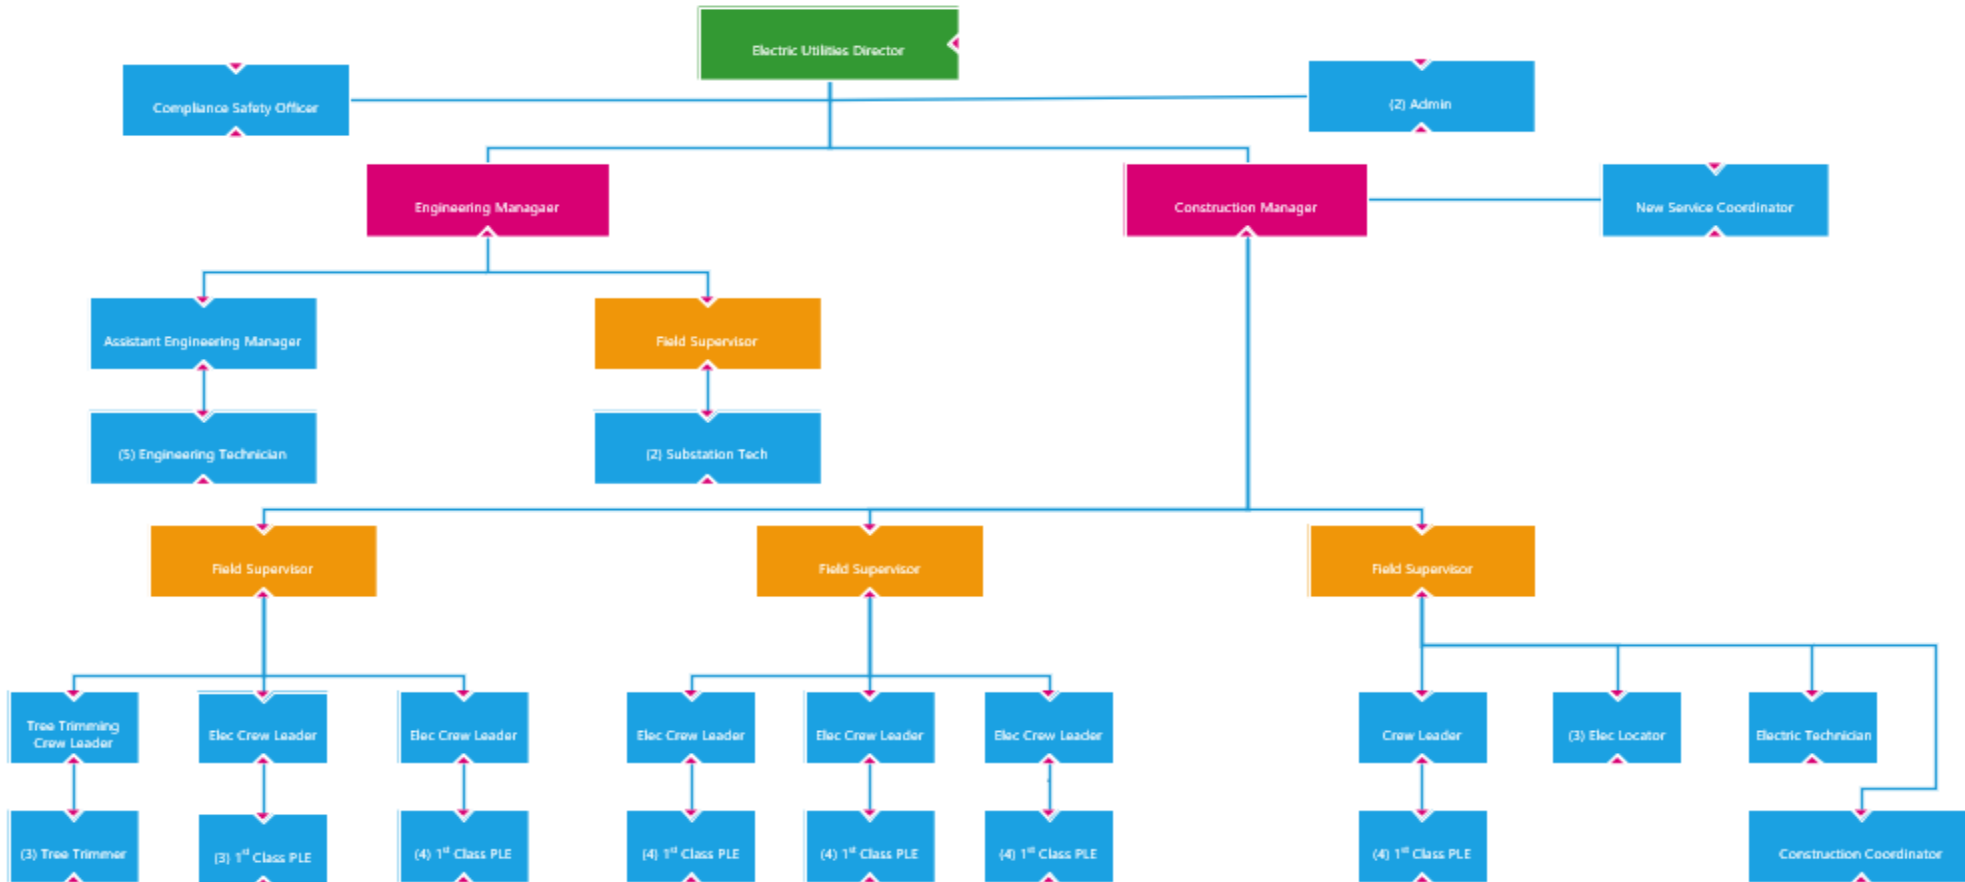 Electric Utilities Director
Compliance Safety Officer
(2) Admin
Engineering Managaer
Construction Manager
New Service Coordinator
Assistant Engineering Manager
Field Supervisor
(5) Engineering Technician
(2) Substation Tech
Field Supervisor
Field Supervisor
Field Supervisor
Tree Trimming
Crew Leader
Elec Crew Leader
Elec Crew Leader
Elec Crew Leader
Elec Crew Leader
Elec Crew Leader
Crew Leader
(3) Elec Locator
Electric Technician
(3) Tree Trimmer
(3) 1st Class PLE
(4) 1st Class PLE
(4) 1st Class PLE
(4) 1st Class PLE
(4) 1st Class PLE
(4) 1st Class PLE
Construction Coordinator